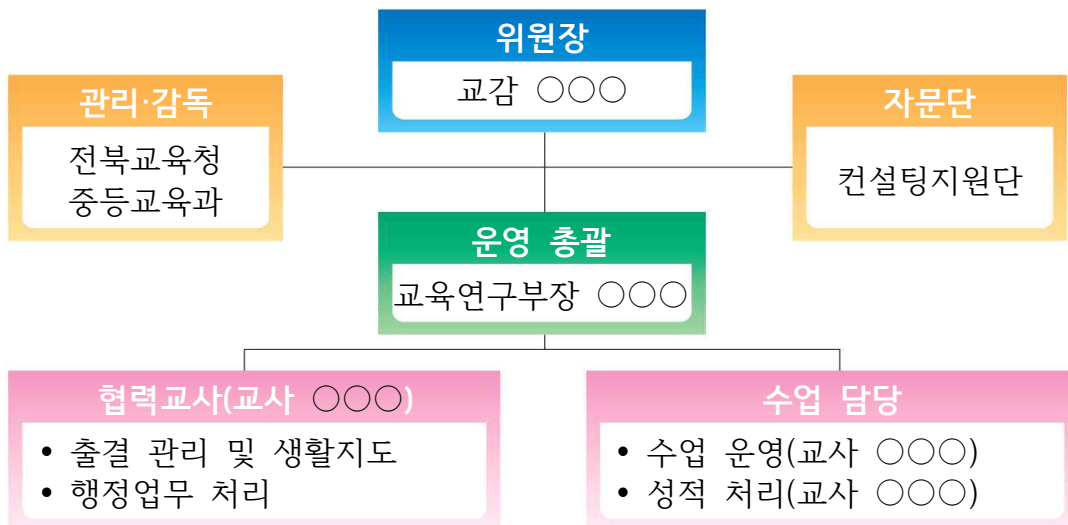 위원장
교감 ○○○
관리·감독
전북교육청
중등교육과
자문단
컨설팅지원단
운영 총괄
교육연구부장 ○○○
협력교사(교사 ○○○)
• 출결 관리 및 생활지도
• 행정업무 처리
수업 담당
• 수업 운영(교사 ○○○)
• 성적 처리(교사 ○○○)